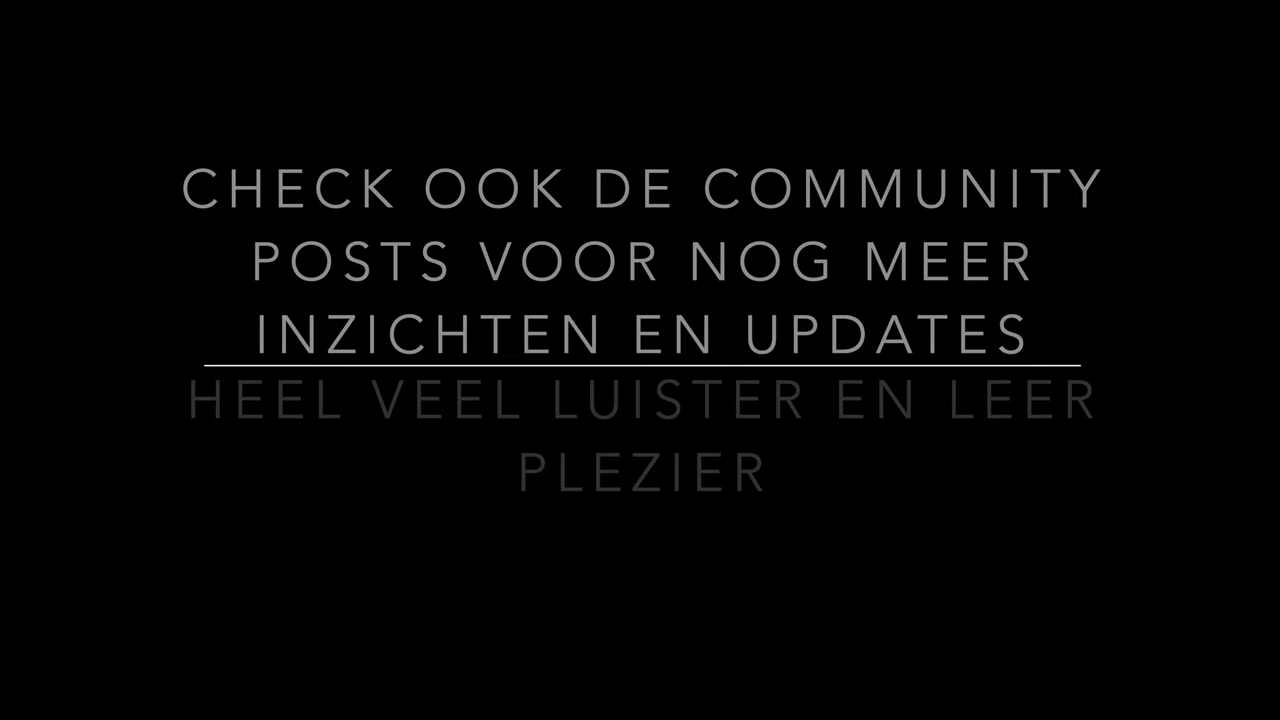 CHECK OOK DE COMMUNITY
POSTS VOOR NOG MEER
INZICHTEN EN UPDATES
HEEL VEEL LUISTER EN LEER
PLEZIER